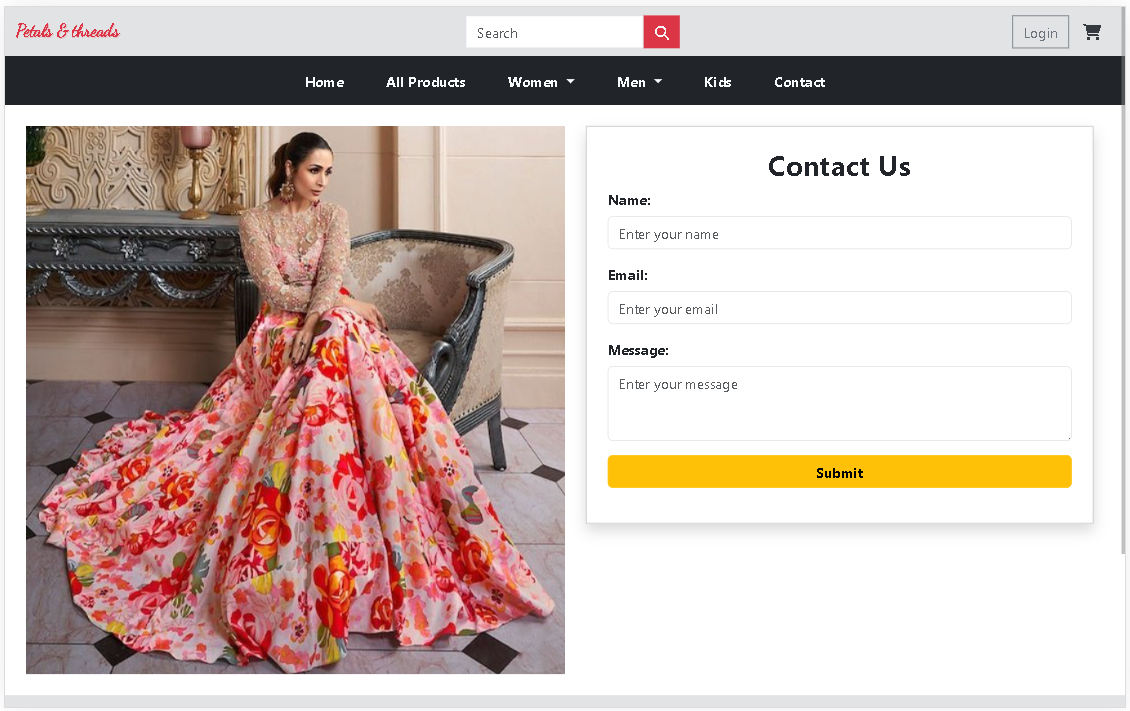 Petals & threads
Search
Login
Home All Products Women Men Kids Contact
Contact Us
Name:
Enter your name
Email:
Enter your email
Message:
Enter your message
Submit